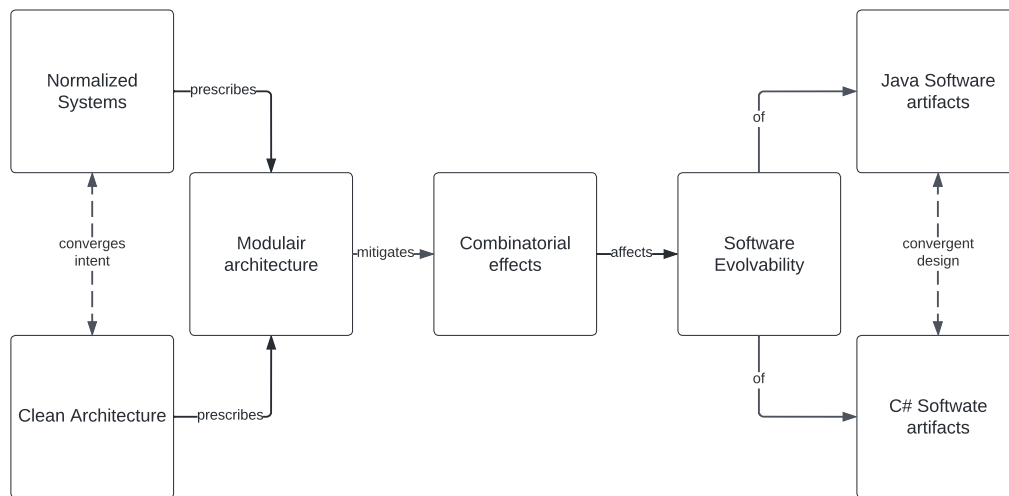 Normalized
Systems
prescribes
of
Java Software
artifacts
converges
intent
Modulair
architecture
mitigates
Combinatorial
effects
affects
Software
Evolvability
convergent
design
Clean Architecture
prescribes
of
C# Softwate
artifacts